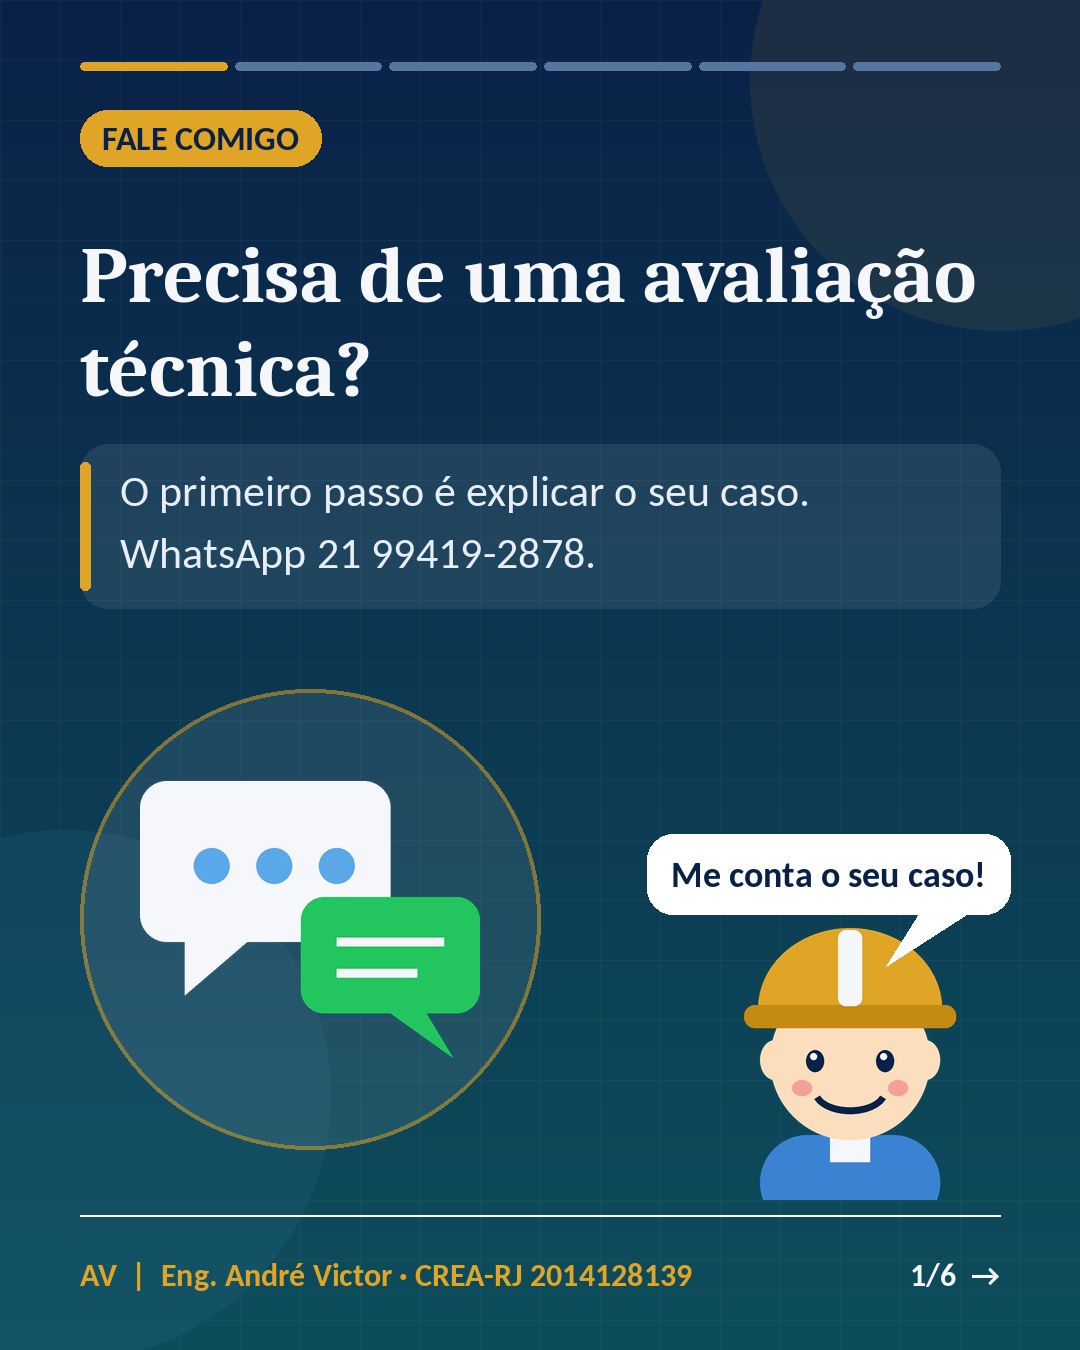 FALE COMIGO
Precisa de uma avaliação
técnica?
O primeiro passo é explicar o seu caso.
WhatsApp 21 99419-2878.
Me conta o seu caso!
AV | Eng. André Victor · CREA-RJ 2014128139
1/6 →